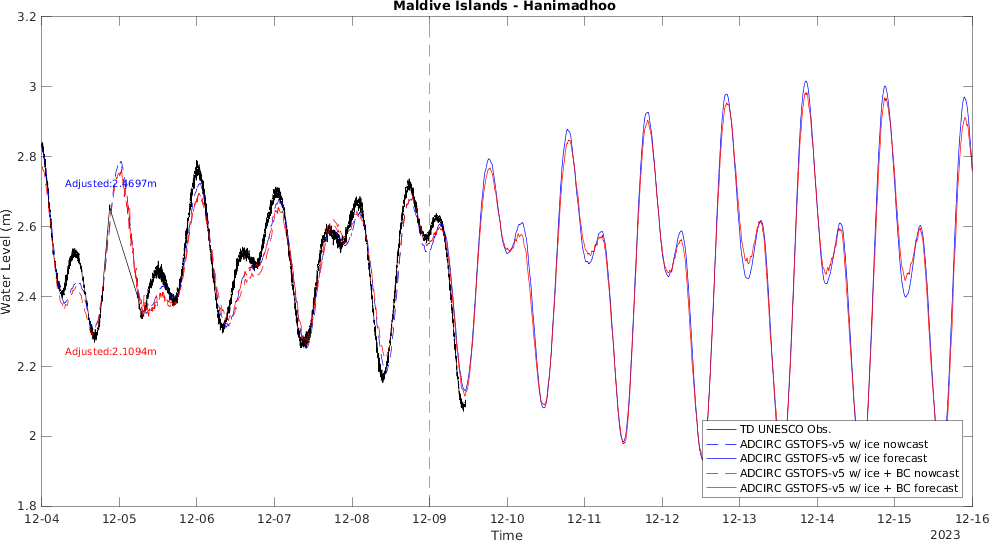 Maldive Islands - Hanimadhoo
Water Level (m)
3.2
3
2.8
2.6
2.4
2.2
2
1.8
Adjusted:2.4697m
Adjusted:2.1094m
TD UNESCO Obs.
ADCIRC GSTOFS-v5 w/ ice nowcast
ADCIRC GSTOFS-v5 w/ ice forecast
ADCIRC GSTOFS-v5 w/ ice + BC nowcast
ADCIRC GSTOFS-v5 w/ ice + BC forecast
12-04 12-05 12-06 12-07 12-08 12-09 12-10 12-11 12-12 12-13 12-14 12-15 12-16
Time
2023